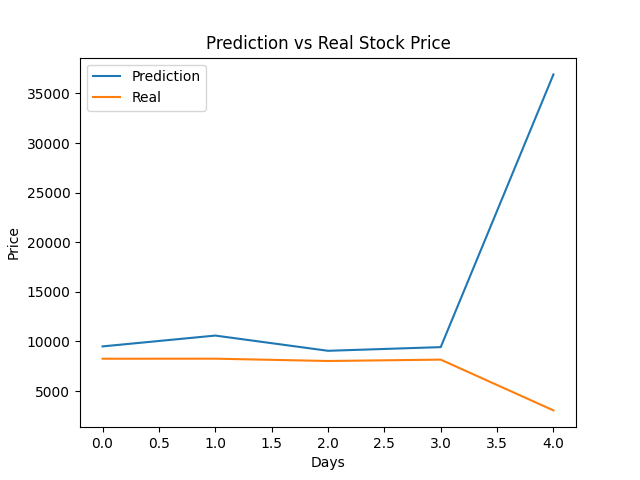 Prediction vs Real Stock Price
Prediction
Real
35000
30000
25000
20000
15000
10000
5000
Price
0.0 0.5 1.0 1.5 2.0 2.5 3.0 3.5 4.0
Days